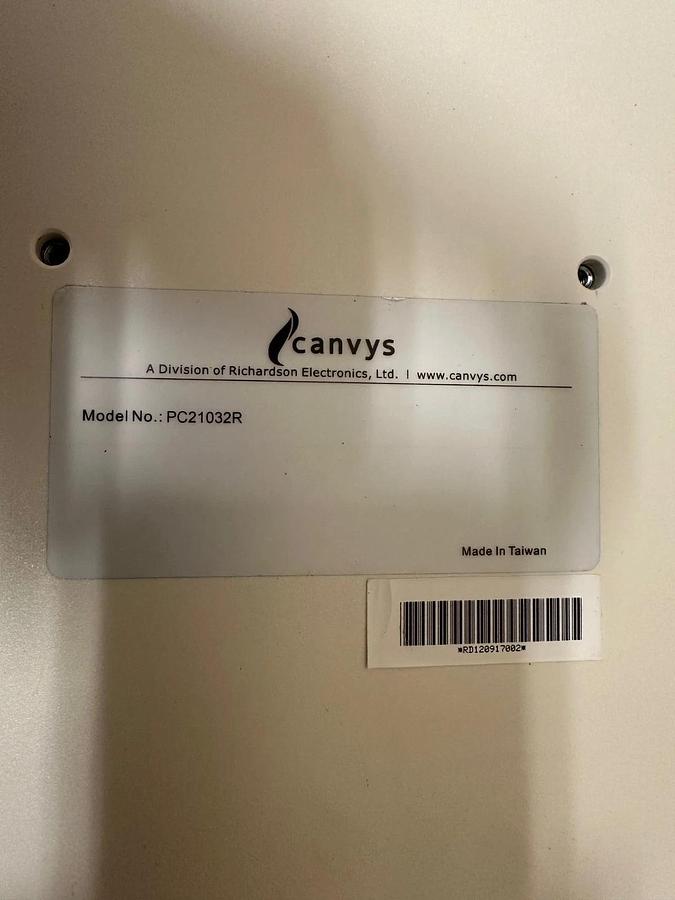 canvys
A Division of Richardson Electronics, Ltd. | www.canvys.com
Model No.: PC21032R
Made In Taiwan
*RD120917002*